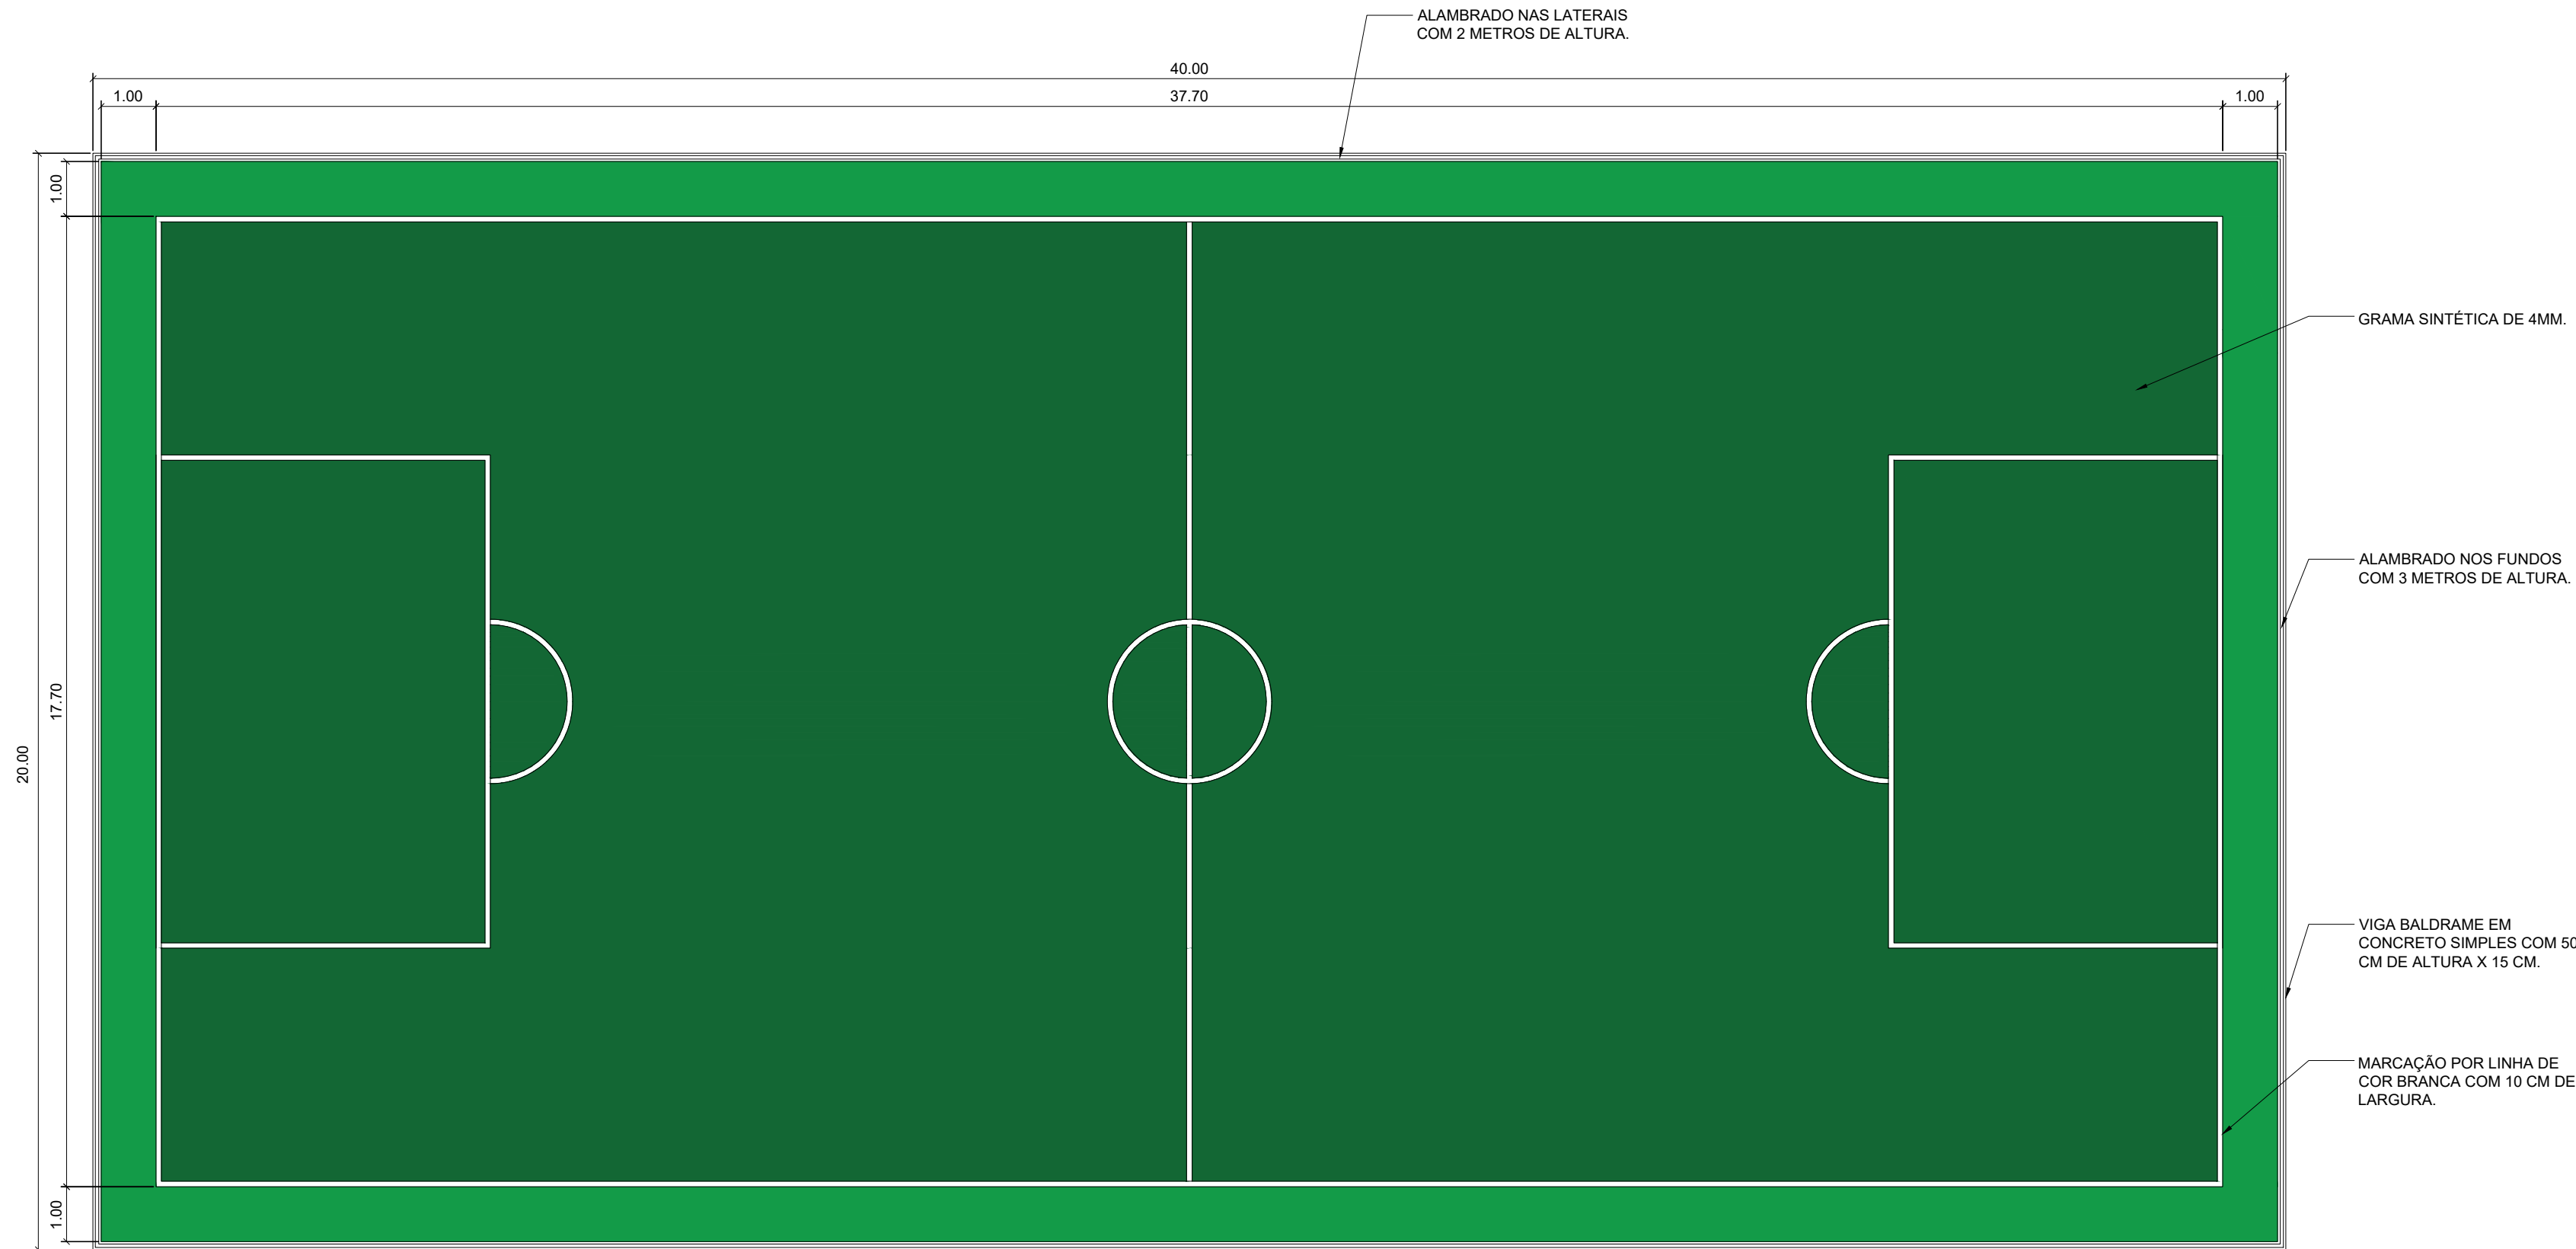 ALAMBRADO NAS LATERAIS
COM 2 METROS DE ALTURA.
40.00
1.00
37.70
1.00
1.00
GRAMA SINTÉTICA DE 4MM.
ALAMBRADO NOS FUNDOS
COM 3 METROS DE ALTURA.
17.70
20.00
VIGA BALDRAME EM
CONCRETO SIMPLES COM 50
CM DE ALTURA X 15 CM.
MARCAÇÃO POR LINHA DE
COR BRANCA COM 10 CM DE
LARGURA.
1.00